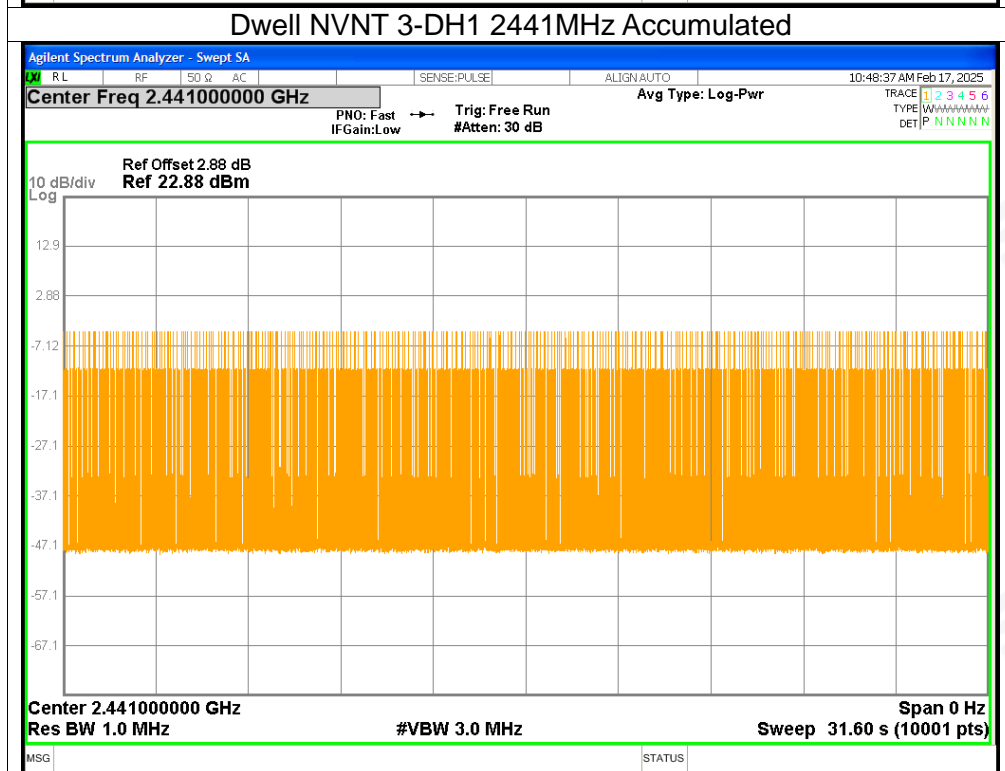 Dwell NVNT 3-DH1 2441MHz Accumulated
Agilent Spectrum Analyzer - Swept SA
LXI RL RF 50 Ω AC SENSE:PULSE ALIGNAUTO 10:48:37 AM Feb 17, 2025
Center Freq 2.441000000 GHz Avg Type: Log-Pwr TRACE 1 2 3 4 5 6
PNO: Fast Trig: Free Run TYPE WWWWWW
IFGain:Low #Atten: 30 dB DET P N N N N N
Ref Offset 2.88 dB
10 dB/div Ref 22.88 dBm
Log
12.9
2.88
-7.12
-17.1
-27.1
-37.1
-47.1
-57.1
-67.1
Center 2.441000000 GHz Span 0 Hz
Res BW 1.0 MHz #VBW 3.0 MHz Sweep 31.60 s (10001 pts)
MSG STATUS